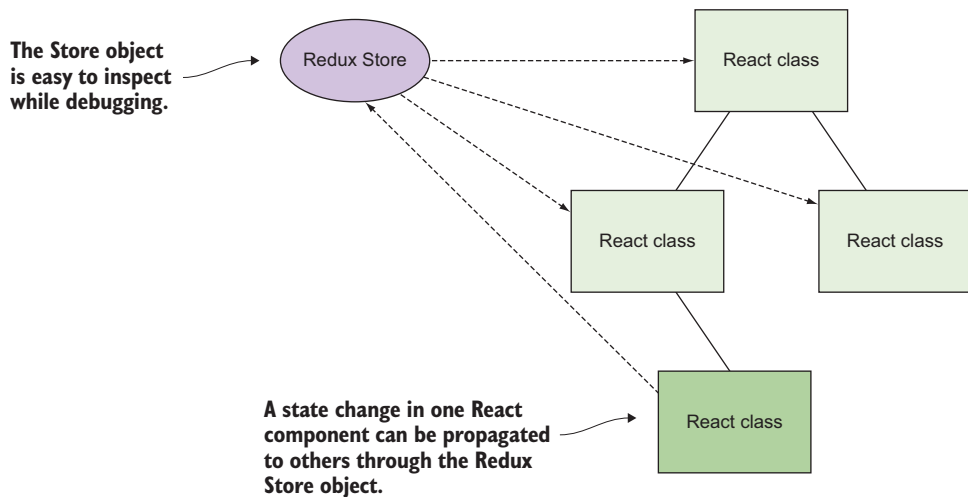 The Store object
is easy to inspect
while debugging.
Redux Store
React class
React class
React class
React class
A state change in one React
component can be propagated
to others through the Redux
Store object.